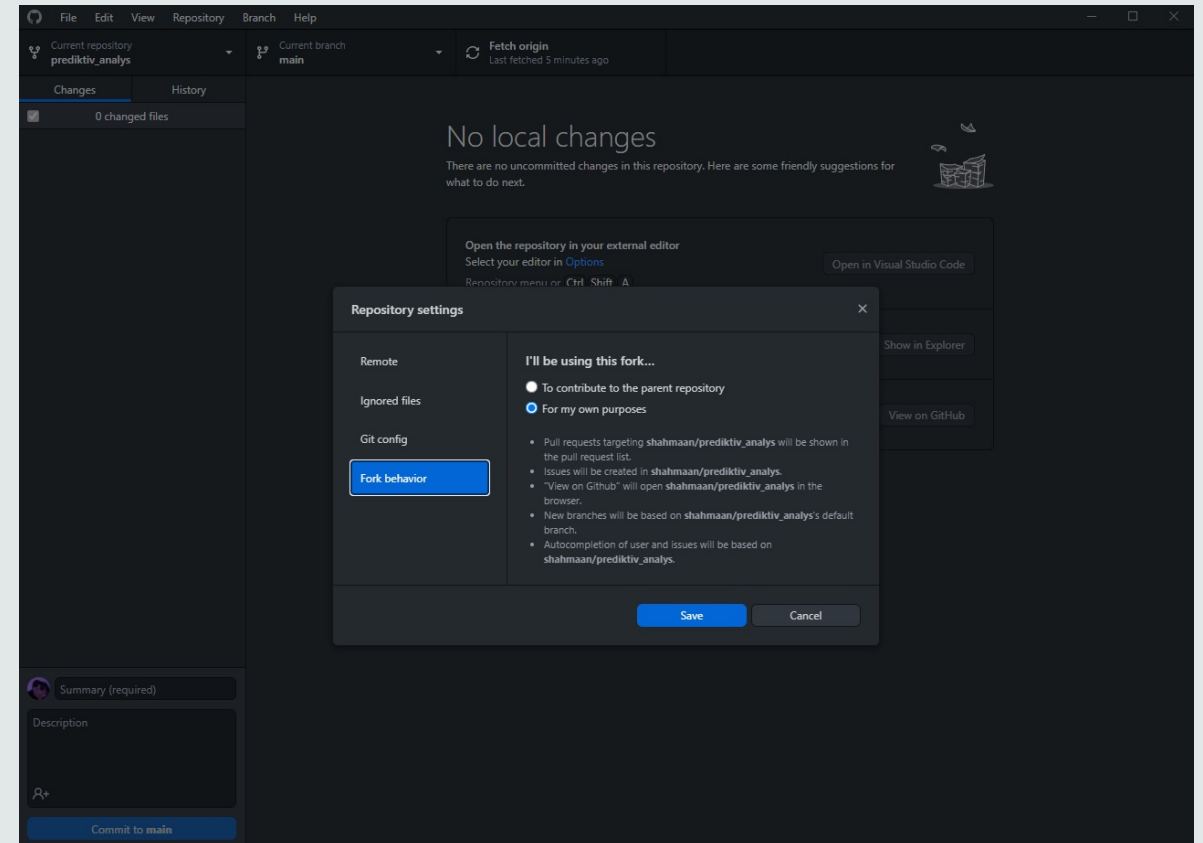 File Edit View Repository Branch Help
Current repository
prediktiv_analys
Current branch
main
Fetch origin
Last fetched 5 minutes ago
Changes History
0 changed files
No local changes
There are no uncommitted changes in this repository. Here are some friendly suggestions for
what to do next.
Open the repository in your external editor
Select your editor in Options
Repository menu or Ctrl Shift A
Open in Visual Studio Code
Show in Explorer
View on GitHub
Repository settings
Remote
Ignored files
Git config
Fork behavior
I'll be using this fork...
To contribute to the parent repository
For my own purposes
• Pull requests targeting shahmaan/prediktiv_analys will be shown in
the pull request list.
• Issues will be created in shahmaan/prediktiv_analys.
• "View on Github" will open shahmaan/prediktiv_analys in the
browser.
• New branches will be based on shahmaan/prediktiv_analys's default
branch.
• Autocompletion of user and issues will be based on
shahmaan/prediktiv_analys.
Save Cancel
Summary (required)
Description
Commit to main